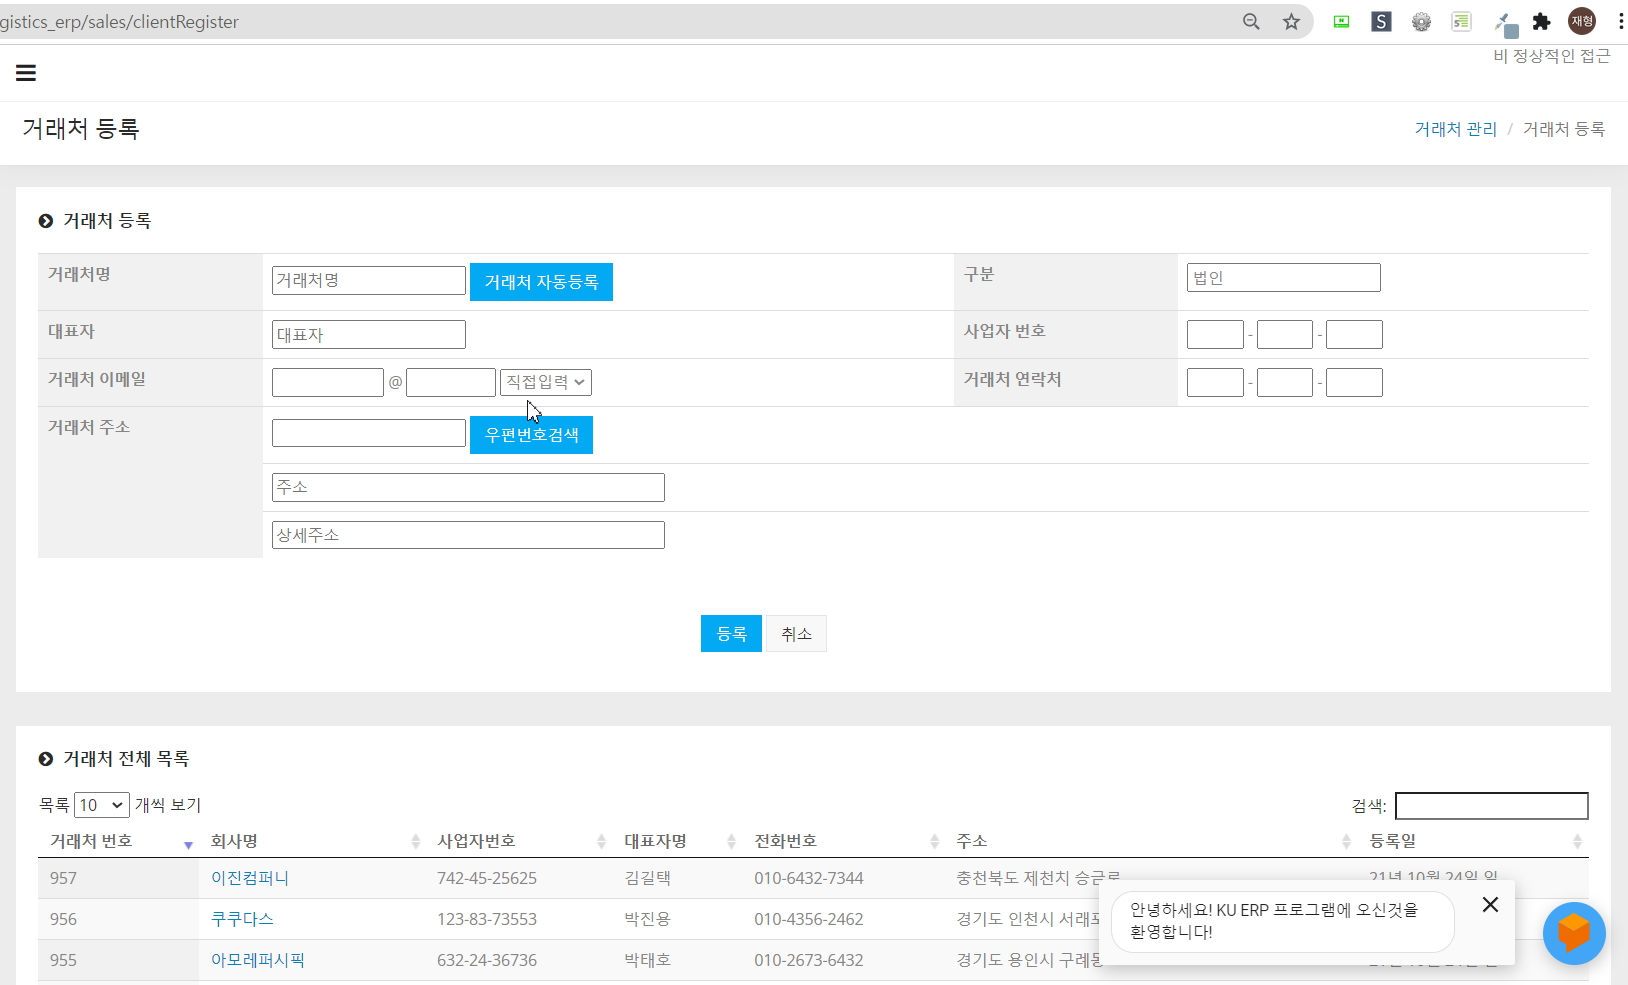 gistics_erp/sales/clientRegister
S
재형
비 정상적인 접근
거래처 등록
거래처 관리 / 거래처 등록
거래처 등록
거래처명 거래처명 거래처 자동등록 구분 법인
대표자 대표자 사업자 번호 - -
거래처 이메일 @ 직접입력 거래처 연락처 - -
거래처 주소 우편번호검색
주소
상세주소
등록 취소
거래처 전체 목록
목록 10 개씩 보기 검색:
거래처 번호 회사명 사업자번호 대표자명 전화번호 주소 등록일
957 이진컴퍼니 742-45-25625 김길택 010-6432-7344 충천북도 제천치 승금로 21년 10월 24일 일
956 쿠쿠다스 123-83-73553 박진용 010-4356-2462 경기도 인천시 서래포
955 아모레퍼시픽 632-24-36736 박태호 010-2673-6432 경기도 용인시 구례동
안녕하세요! KU ERP 프로그램에 오신것을
환영합니다!